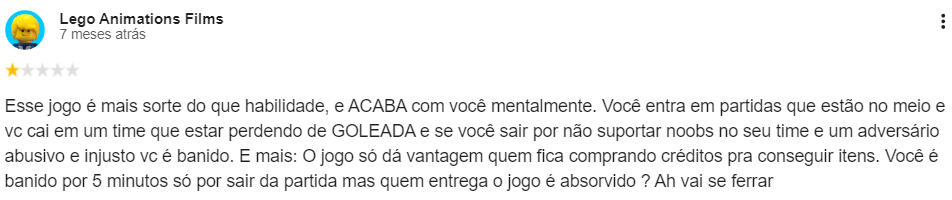 Lego Animations Films
7 meses atrás
Esse jogo é mais sorte do que habilidade, e ACABA com você mentalmente. Você entra em partidas que estão no meio e
vc cai em um time que estar perdendo de GOLEADA e se você sair por não suportar noobs no seu time e um adversário
abusivo e injusto vc é banido. E mais: O jogo só dá vantagem quem fica comprando créditos pra conseguir itens. Você é
banido por 5 minutos só por sair da partida mas quem entrega o jogo é absorvido ? Ah vai se ferrar